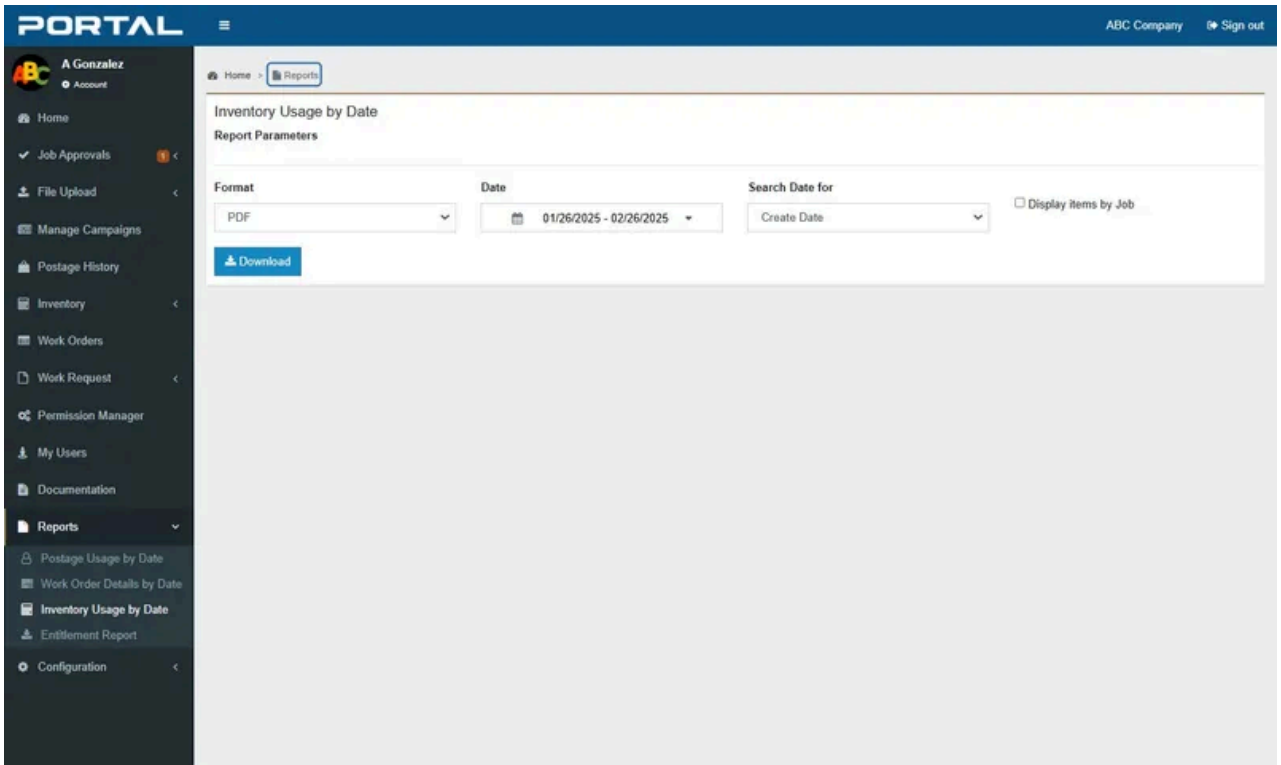 PORTAL
ABC Company
Sign out
ABC
A Gonzalez
Account
Home > Reports
Home
Job Approvals 1
File Upload
Manage Campaigns
Postage History
Inventory
Work Orders
Work Request
Permission Manager
My Users
Documentation
Reports
Postage Usage by Date
Work Order Details by Date
Inventory Usage by Date
Entitlement Report
Configuration
Inventory Usage by Date
Report Parameters
Format
PDF
Date
01/26/2025 - 02/26/2025
Search Date for
Create Date
Display items by Job
Download